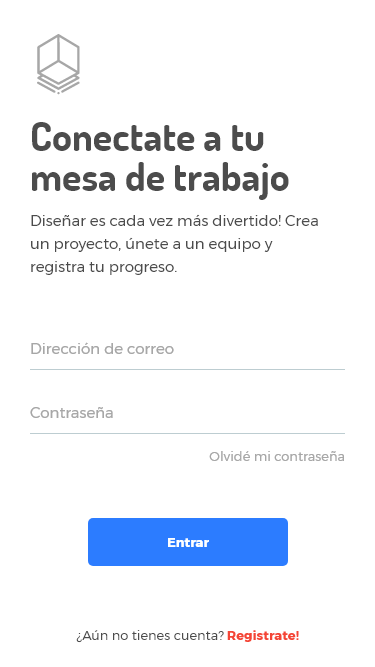 Conectate a tu
mesa de trabajo
Diseñar es cada vez más divertido! Crea
un proyecto, únete a un equipo y
registra tu progreso.
Dirección de correo
Contraseña
Olvidé mi contraseña
Entrar
¿Aún no tienes cuenta? Registrate!